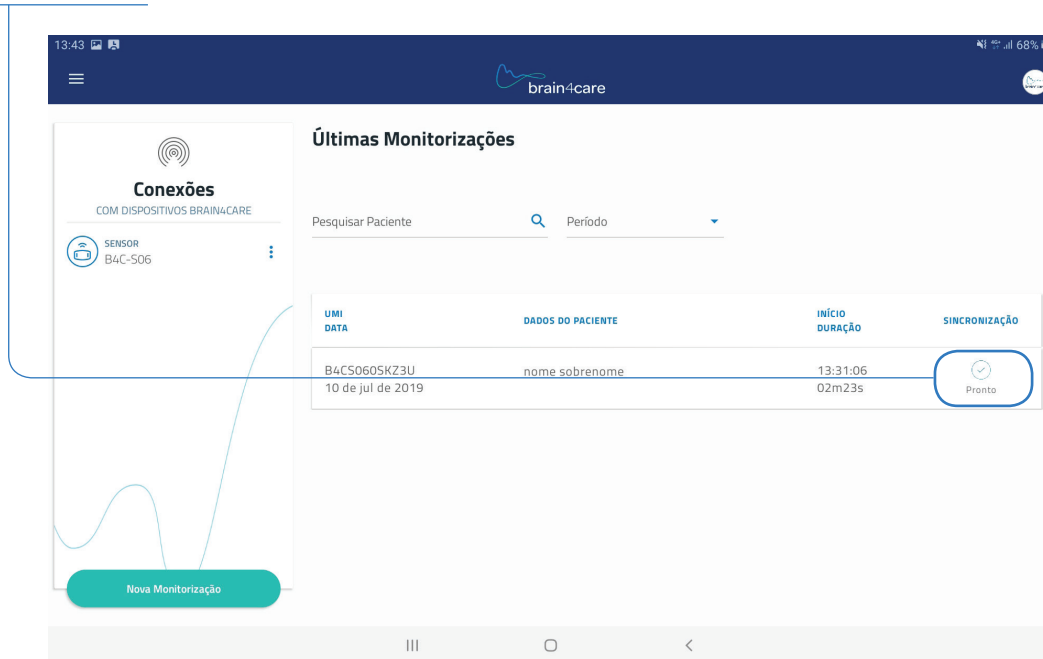 13:43
68%
brain4care
Conexões
COM DISPOSITIVOS BRAIN4CARE
SENSOR
B4C-S06
Nova Monitorização
Últimas Monitorizações
Pesquisar Paciente
Período
UMI
DATA
DADOS DO PACIENTE
INÍCIO
DURAÇÃO
SINCRONIZAÇÃO
B4CS060SKZ3U
10 de jul de 2019
nome sobrenome
13:31:06
02m23s
Pronto